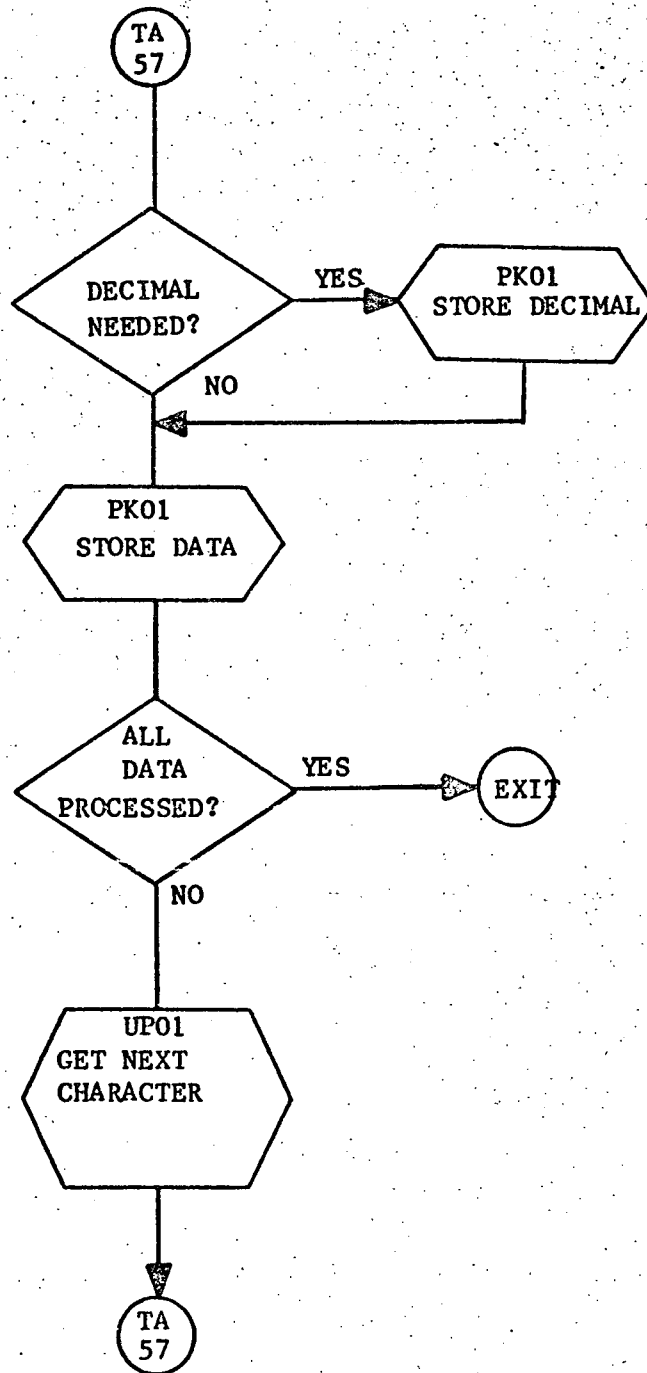 TA
57
DECIMAL
NEEDED?
YES
PK01
STORE DECIMAL
NO
PK01
STORE DATA
ALL
DATA
PROCESSED?
YES
EXIT
NO
UP01
GET NEXT
CHARACTER
TA
57